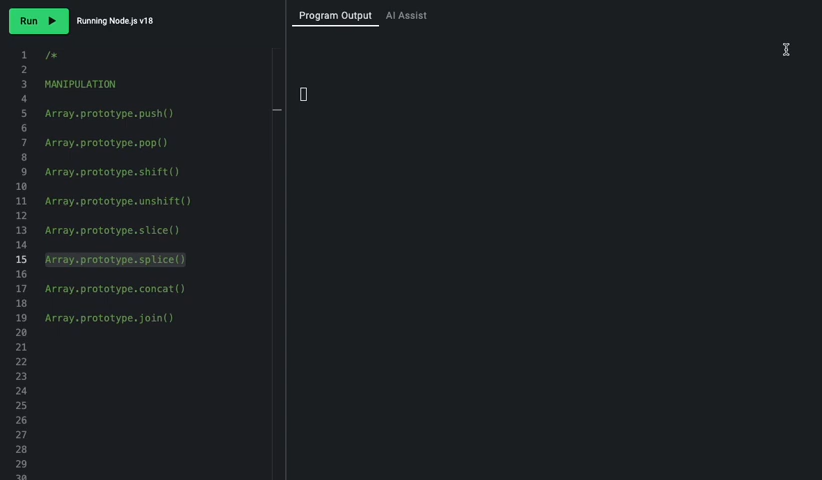 Run
Running Node.js v18
Program Output
AI Assist
1 /*
2
3 MANIPULATION
4
5 Array.prototype.push()
6
7 Array.prototype.pop()
8
9 Array.prototype.shift()
10
11 Array.prototype.unshift()
12
13 Array.prototype.slice()
14
15 Array.prototype.splice()
16
17 Array.prototype.concat()
18
19 Array.prototype.join()
20
21
22
23
24
25
26
27
28
29
30